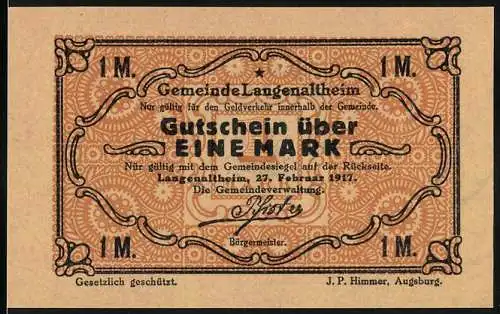 1 M. 1 M.
Gemeinde Langenaltheim
Nur gültig für den Geldverkehr innerhalb der Gemeinde.
Gutschein über
EINE MARK
Nür gültig mit dem Gemeindesiegel auf der Rückseite.
Langenaltheim, 27. Februar 1917.
Die Gemeindeverwaltung.
Bürgermeister.
1 M. 1 M.
Gesetzlich geschützt. J. P. Himmer, Augsburg.